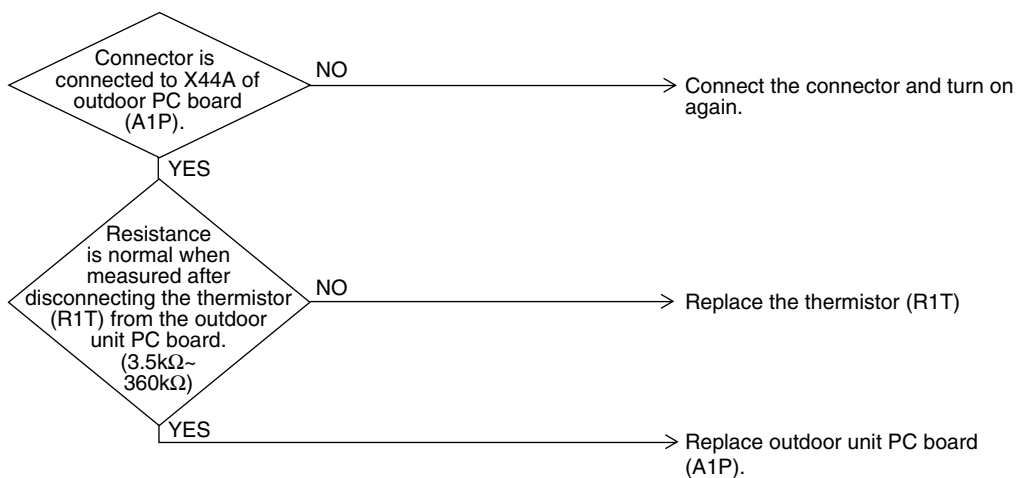 Connector is
connected to X44A of
outdoor PC board
(A1P).
NO
Connect the connector and turn on
again.
YES
Resistance
is normal when
measured after
disconnecting the thermistor
(R1T) from the outdoor
unit PC board.
(3.5kΩ~
360kΩ)
NO
Replace the thermistor (R1T)
YES
Replace outdoor unit PC board
(A1P).